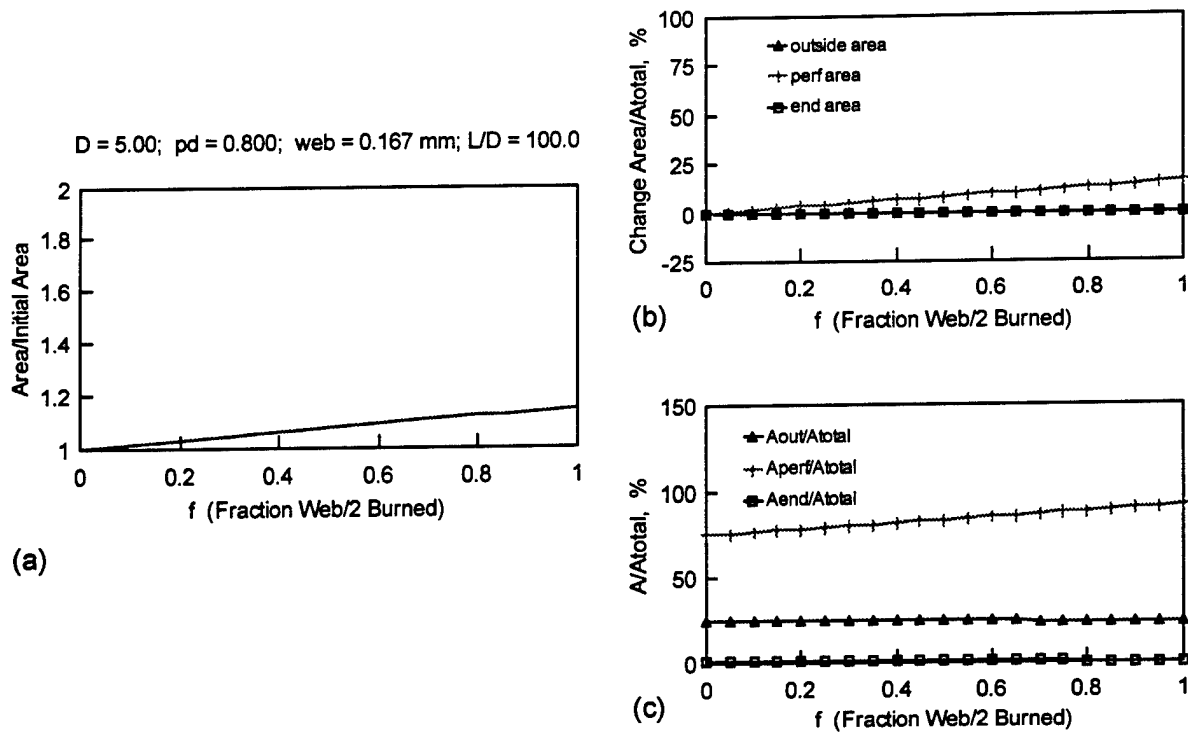 D = 5.00; pd = 0.800; web = 0.167 mm; L/D = 100.0
2
1.8
1.6
1.4
1.2
1
Area/Initial Area
0 0.2 0.4 0.6 0.8 1
f (Fraction Web/2 Burned)
(a)
100
75
50
25
0
-25
Change Area/Atotal, %
outside area
perf area
end area
0 0.2 0.4 0.6 0.8 1
f (Fraction Web/2 Burned)
(b)
150
100
50
0
A/Atotal, %
Aout/Atotal
Aperf/Atotal
Aend/Atotal
0 0.2 0.4 0.6 0.8 1
f (Fraction Web/2 Burned)
(c)